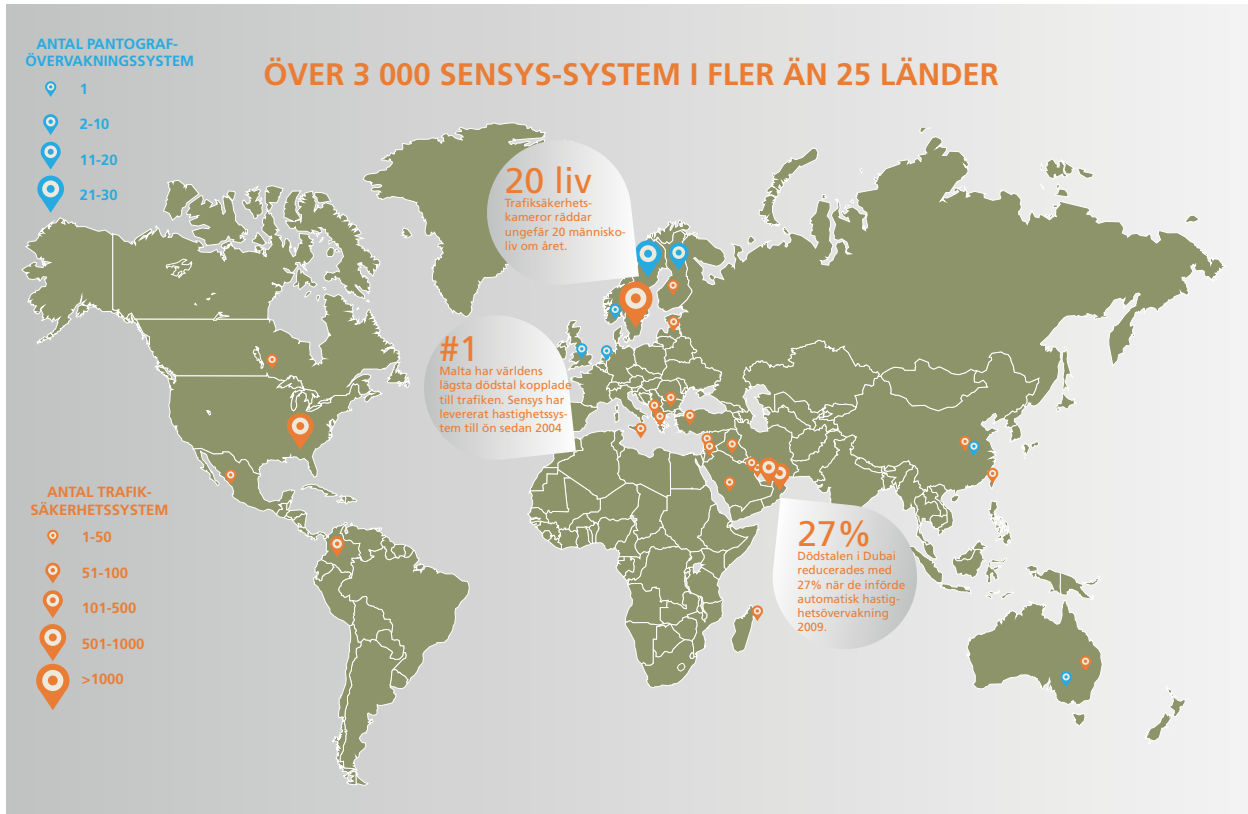 ANTAL PANTOGRAF-
ÖVERVAKNINGSSYSTEM
1
2-10
11-20
21-30
ÖVER 3 000 SENSYS-SYSTEM I FLER ÄN 25 LÄNDER
20 liv
Trafiksäkerhets-
kameror räddar
ungefär 20 människo-
liv om året.
#1
Malta har världens
lägsta dödstal kopplade
till trafiken. Sensys har
levererat hastighetssys-
tem till ön sedan 2004
ANTAL TRAFIK-
SÄKERHETSSYSTEM
1-50
51-100
101-500
501-1000
>1000
27%
Dödstalen i Dubai
reducerades med
27% när de införde
automatisk hastig-
hetsövervakning
2009.